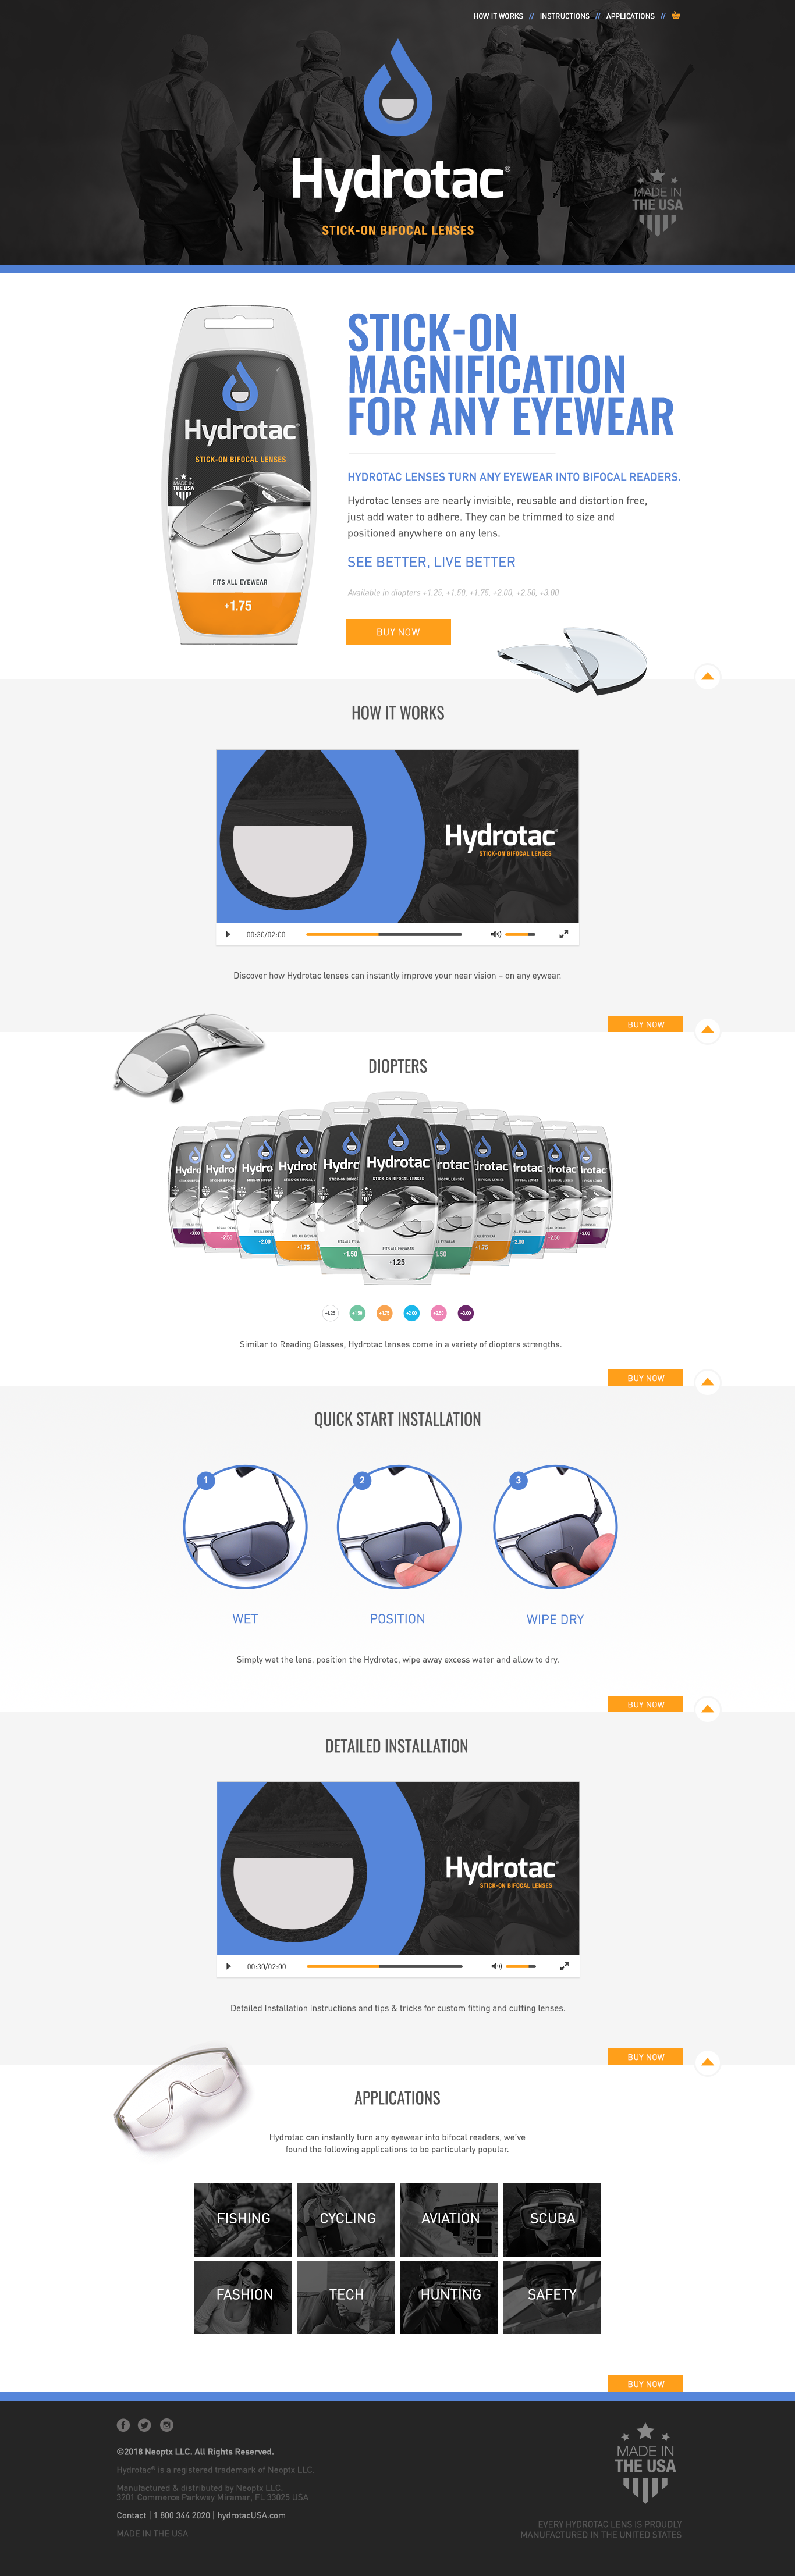 HOW IT WORKS // INSTRUCTIONS // APPLICATIONS //
Hydrotac®
STICK-ON BIFOCAL LENSES
MADE IN
THE USA
STICK-ON
MAGNIFICATION
FOR ANY EYEWEAR
Hydrotac
STICK-ON BIFOCAL LENSES
MADE IN
THE USA
FITS ALL EYEWEAR
+1.75
HYDROTAC LENSES TURN ANY EYEWEAR INTO BIFOCAL READERS.
Hydrotac lenses are nearly invisible, reusable and distortion free,
just add water to adhere. They can be trimmed to size and
positioned anywhere on any lens.
SEE BETTER, LIVE BETTER
Available in diopters +1.25, +1.50, +1.75, +2.00, +2.50, +3.00
BUY NOW
HOW IT WORKS
Hydrotac
STICK-ON BIFOCAL LENSES
00:30/02:00
Discover how Hydrotac lenses can instantly improve your near vision – on any eywear.
BUY NOW
DIOPTERS
Hydrotac
STICK-ON BIFOCAL LENSES
FITS ALL EYEWEAR
+3.00 +2.50 +2.00 +1.75 +1.50 +1.25 1.50 +1.75 2.00 +2.50 +3.00
+1.25 +1.50 +1.75 +2.00 +2.50 +3.00
Similar to Reading Glasses, Hydrotac lenses come in a variety of diopters strengths.
BUY NOW
QUICK START INSTALLATION
1 2 3
WET POSITION WIPE DRY
Simply wet the lens, position the Hydrotac, wipe away excess water and allow to dry.
BUY NOW
DETAILED INSTALLATION
Hydrotac
STICK-ON BIFOCAL LENSES
00:30/02:00
Detailed Installation instructions and tips & tricks for custom fitting and cutting lenses.
BUY NOW
APPLICATIONS
Hydrotac can instantly turn any eyewear into bifocal readers, we've
found the following applications to be particularly popular.
FISHING CYCLING AVIATION SCUBA
FASHION TECH HUNTING SAFETY
BUY NOW
©2018 Neoptx LLC. All Rights Reserved.
Hydrotac® is a registered trademark of Neoptx LLC.
Manufactured & distributed by Neoptx LLC.
3201 Commerce Parkway Miramar, FL 33025 USA
Contact | 1 800 344 2020 | hydrotacUSA.com
MADE IN THE USA
MADE IN
THE USA
EVERY HYDROTAC LENS IS PROUDLY
MANUFACTURED IN THE UNITED STATES